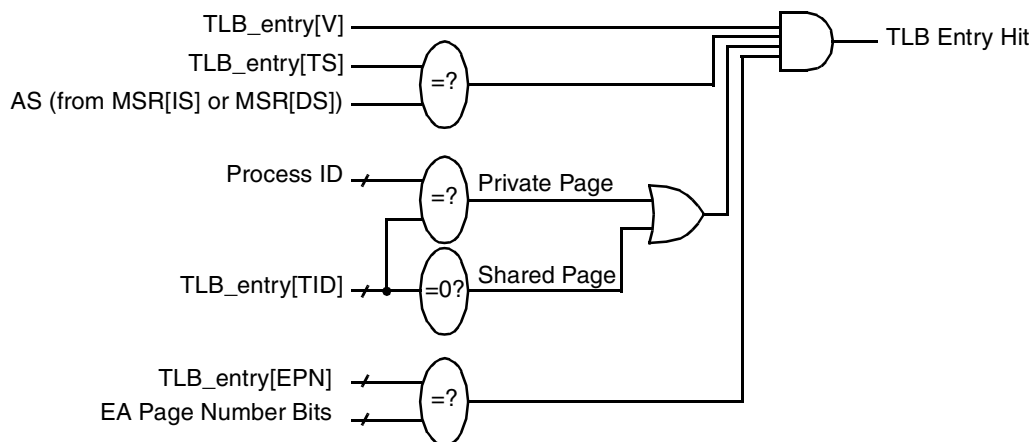 TLB_entry[V]
TLB Entry Hit
TLB_entry[TS]
=?
AS (from MSR[IS] or MSR[DS])
Process ID
=?
Private Page
TLB_entry[TID]
=0?
Shared Page
TLB_entry[EPN]
=?
EA Page Number Bits